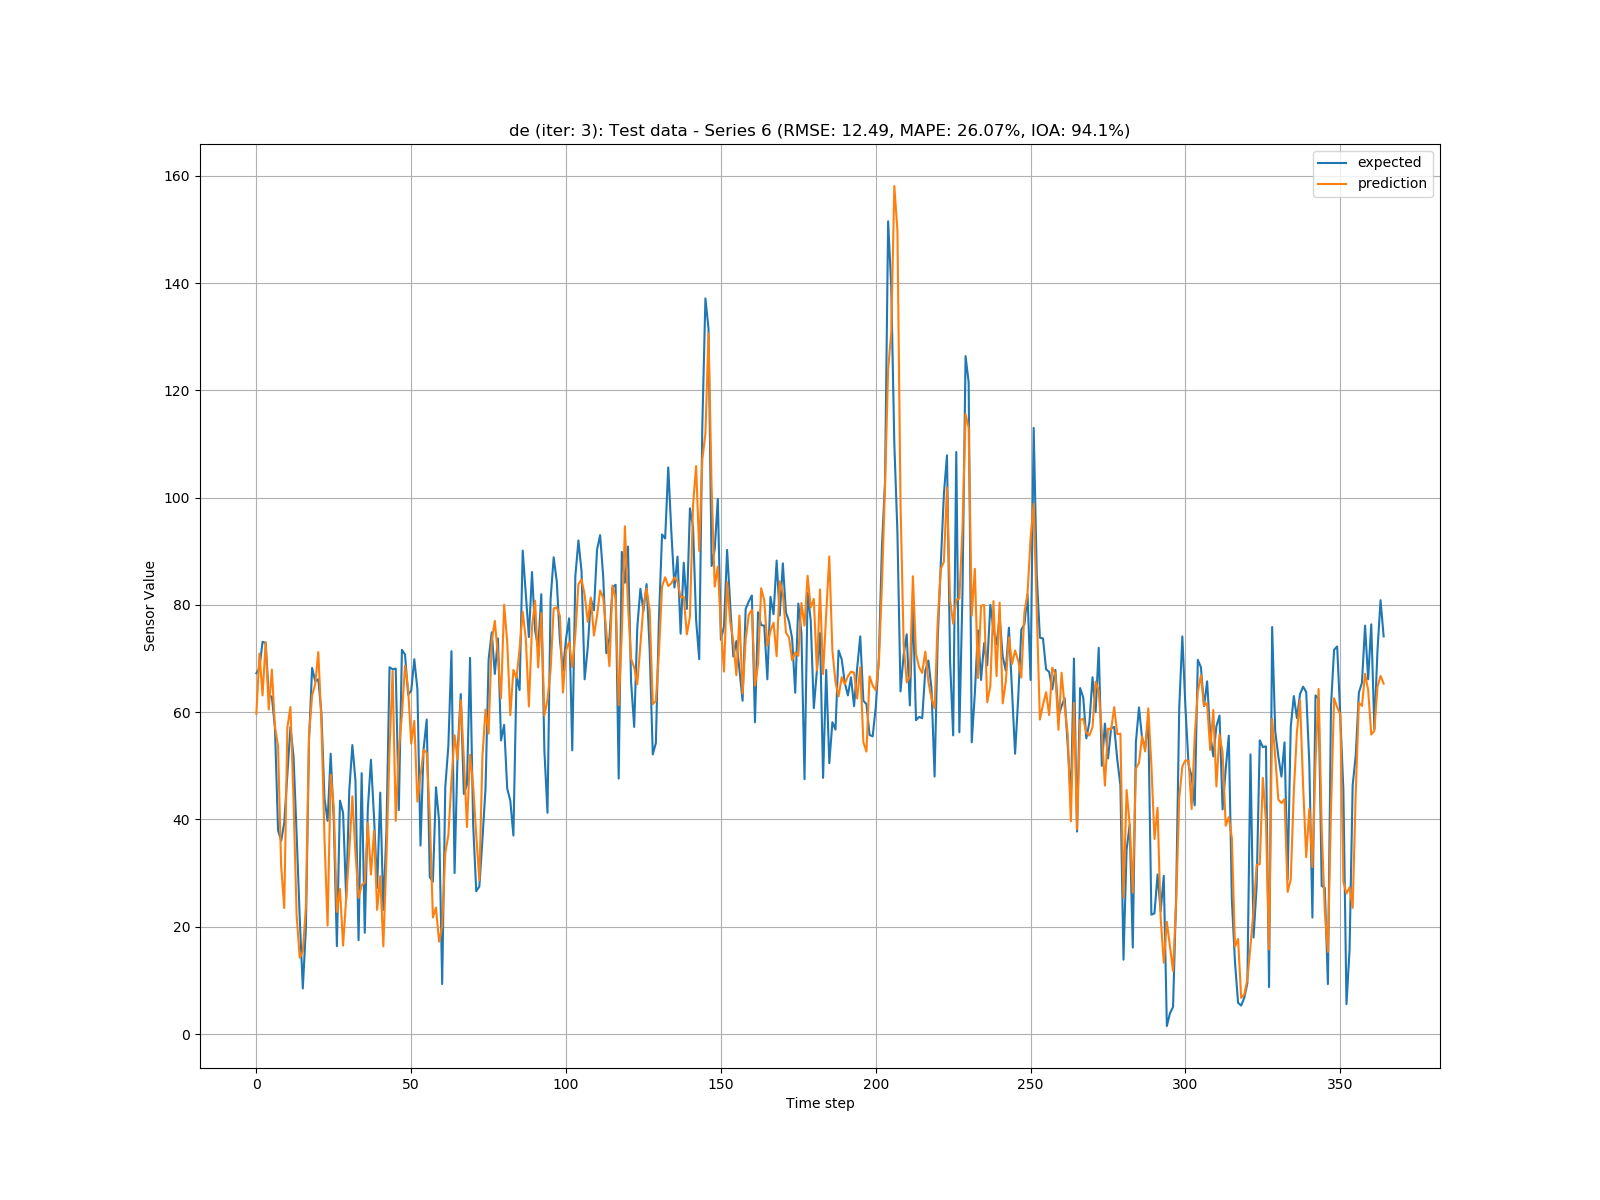 de (iter: 3): Test data - Series 6 (RMSE: 12.49, MAPE: 26.07%, IOA: 94.1%)
expected
prediction
160
140
120
100
80
60
40
20
0
Sensor Value
0 50 100 150 200 250 300 350
Time step